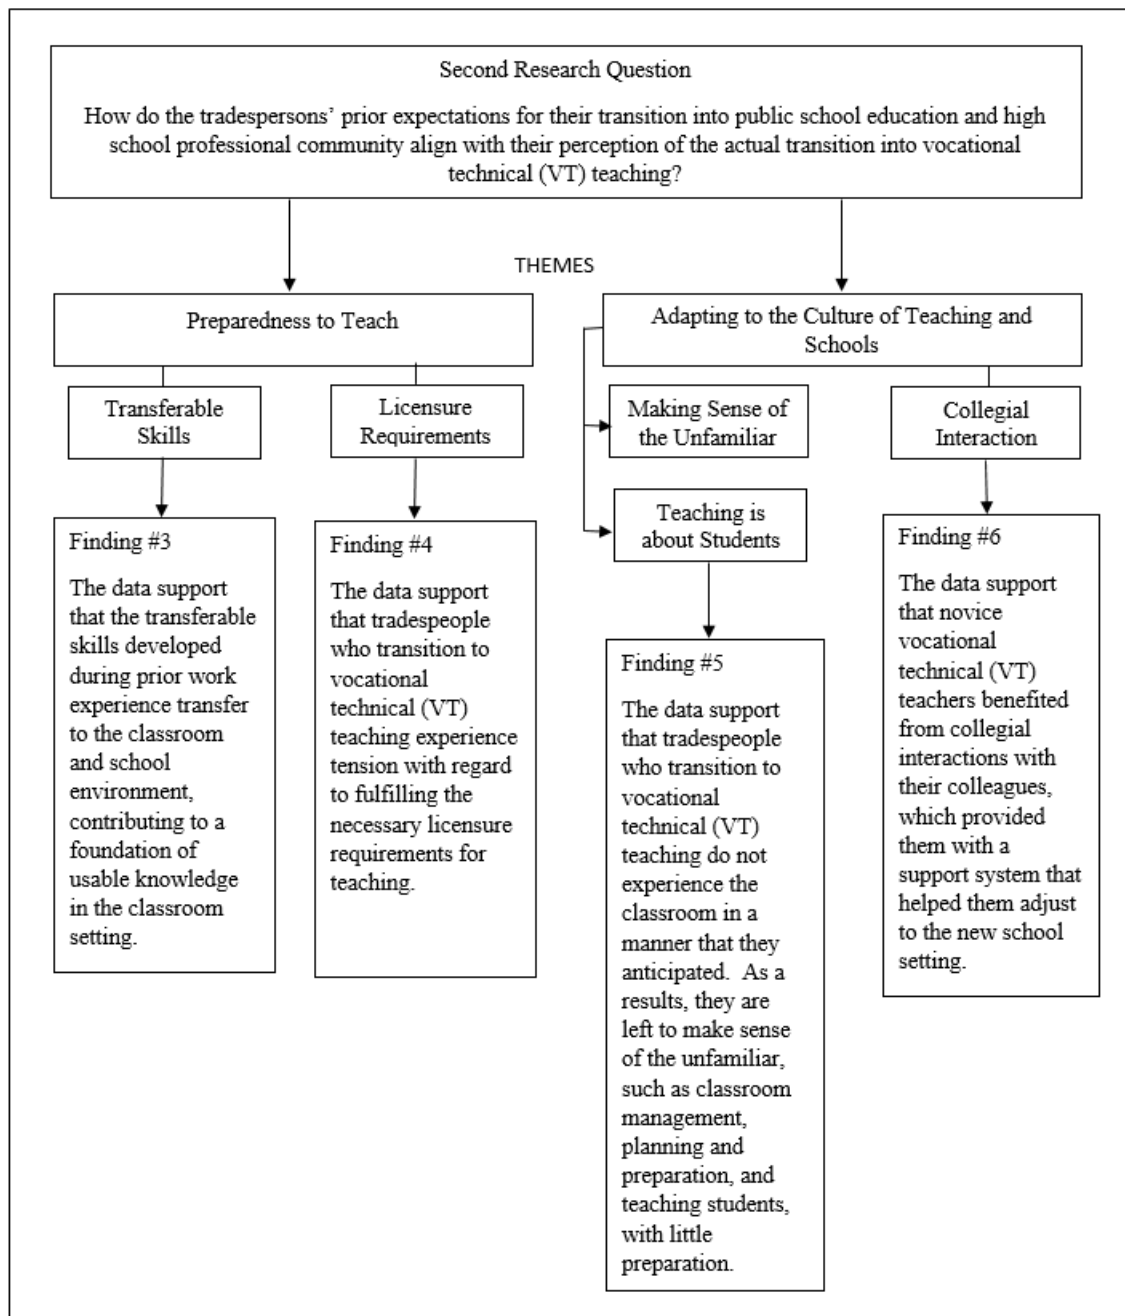 Second Research Question
How do the tradespersons’ prior expectations for their transition into public school education and high
school professional community align with their perception of the actual transition into vocational
technical (VT) teaching?
THEMES
Preparedness to Teach
Adapting to the Culture of Teaching and
Schools
Transferable
Skills
Licensure
Requirements
Making Sense of
the Unfamiliar
Collegial
Interaction
Teaching is
about Students
Finding #3
The data support
that the transferable
skills developed
during prior work
experience transfer
to the classroom
and school
environment,
contributing to a
foundation of
usable knowledge
in the classroom
setting.
Finding #4
The data support
that tradespeople
who transition to
vocational
technical (VT)
teaching experience
tension with regard
to fulfilling the
necessary licensure
requirements for
teaching.
Finding #5
The data support
that tradespeople
who transition to
vocational
technical (VT)
teaching do not
experience the
classroom in a
manner that they
anticipated.  As a
results, they are
left to make sense
of the unfamiliar,
such as classroom
management,
planning and
preparation, and
teaching students,
with little
preparation.
Finding #6
The data support
that novice
vocational
technical (VT)
teachers benefited
from collegial
interactions with
their colleagues,
which provided
them with a
support system that
helped them adjust
to the new school
setting.